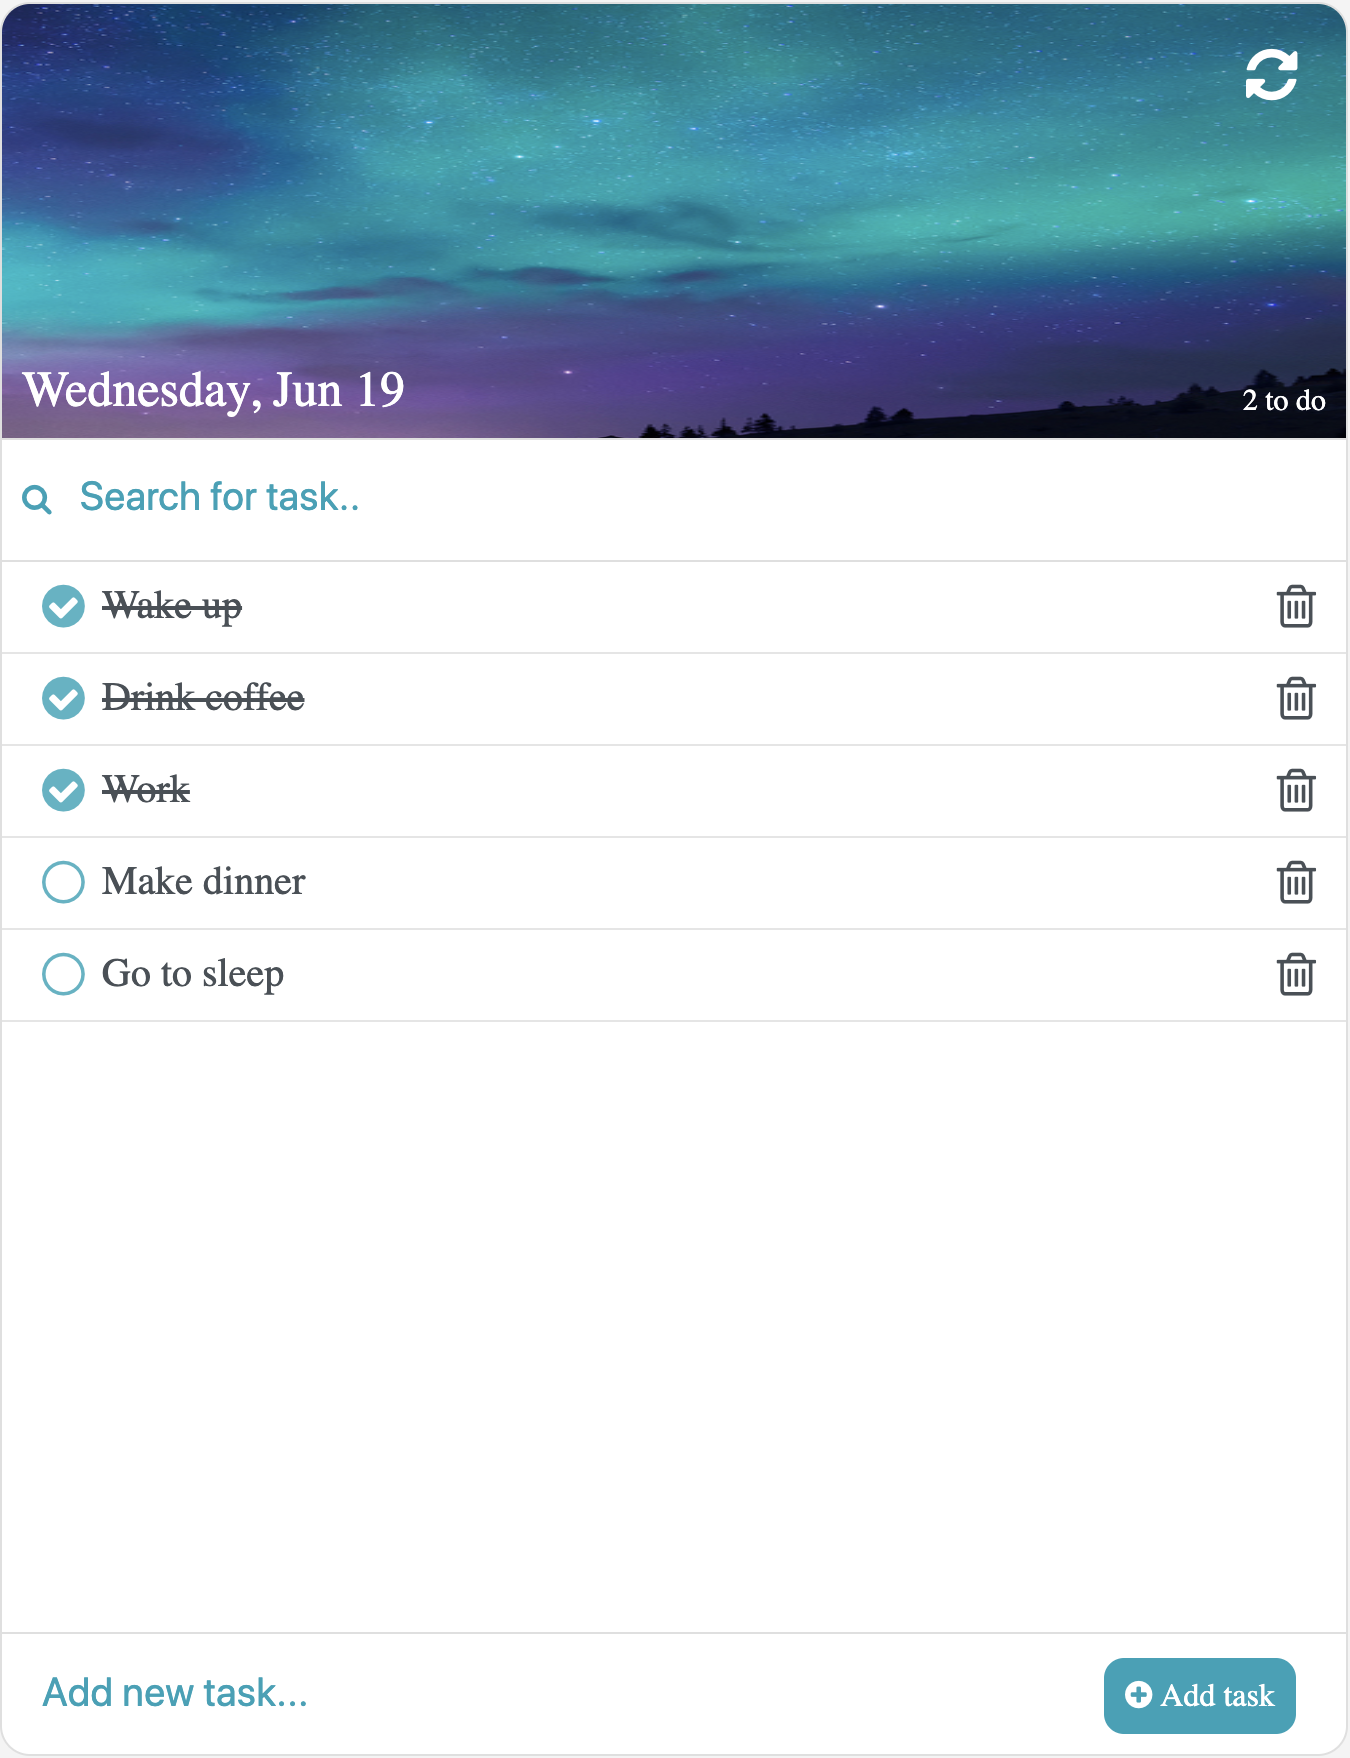 Wednesday, Jun 19
2 to do
Search for task..
Wake up
Drink coffee
Work
Make dinner
Go to sleep
Add new task...
Add task